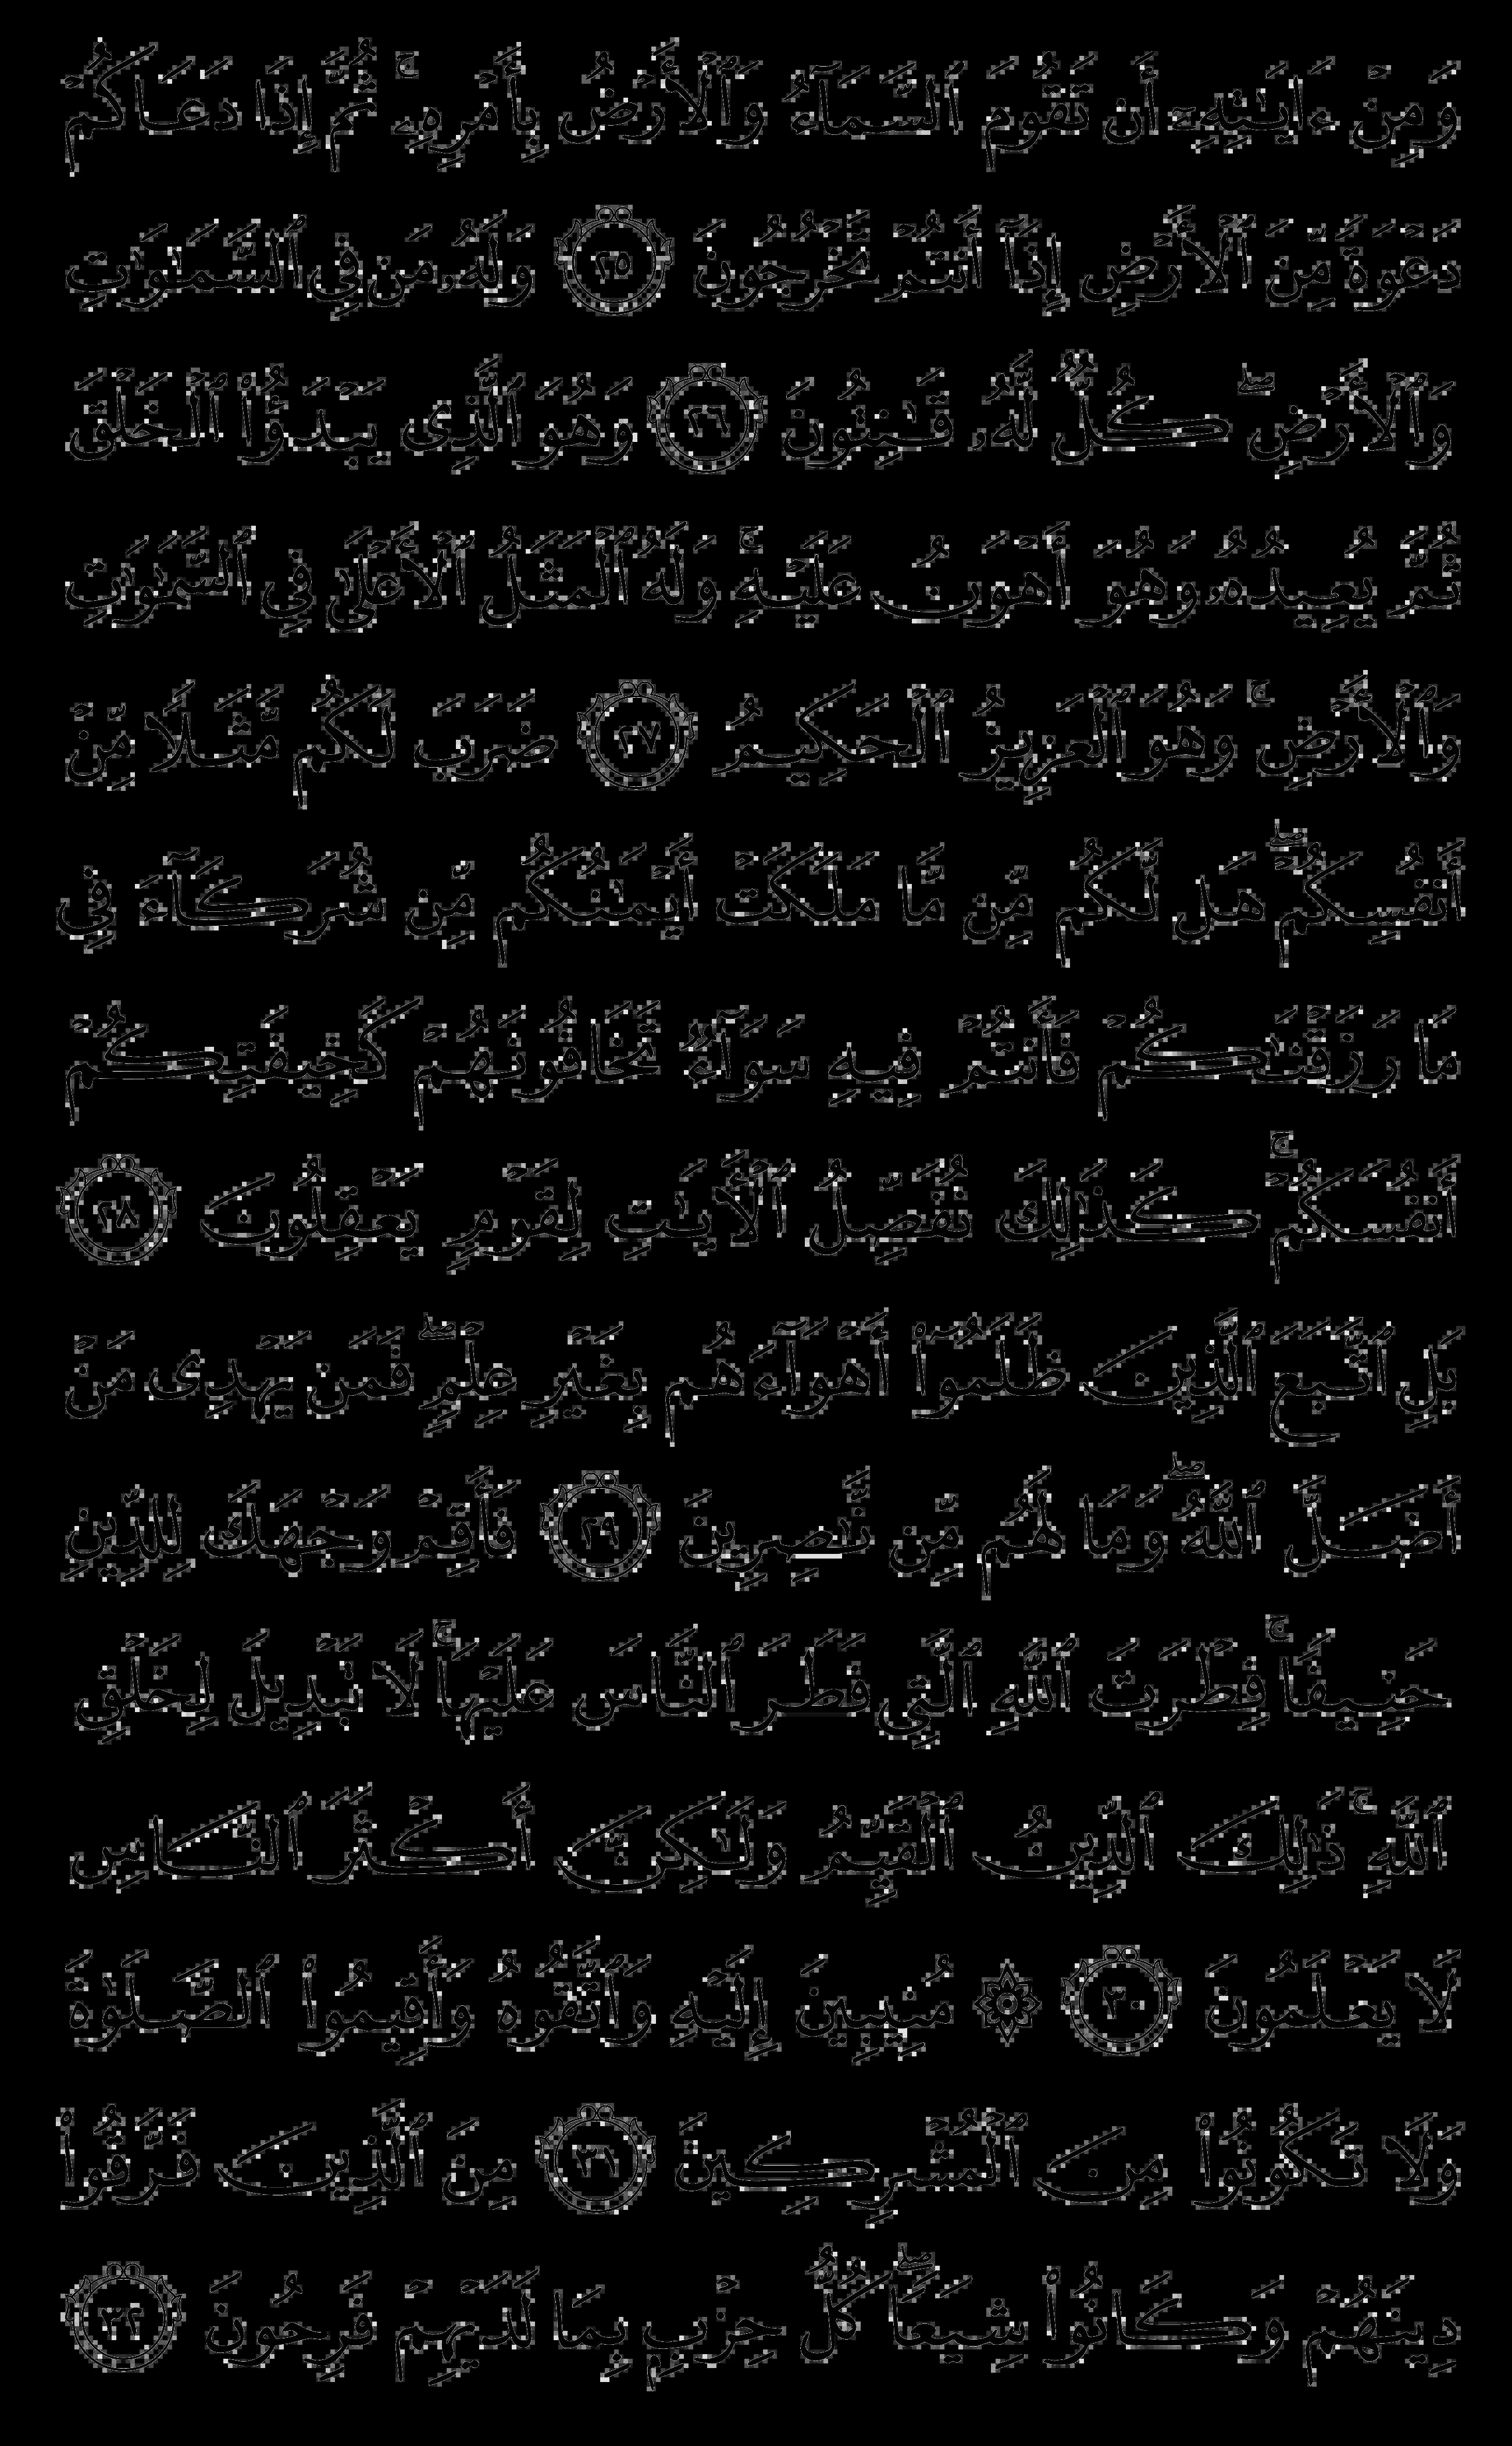 وَمِنْ ءَايَـٰتِهِۦٓ أَن تَقُومَ ٱلسَّمَآءُ وَٱلْأَرْضُ بِأَمْرِهِۦ ۚ ثُمَّ إِذَا دَعَاكُمْ
دَعْوَةً مِّنَ ٱلْأَرْضِ إِذَآ أَنتُمْ تَخْرُجُونَ ٢٥ وَلَهُۥ مَن فِى ٱلسَّمَـٰوَٰتِ
وَٱلْأَرْضِ ۖ كُلٌّ لَّهُۥ قَـٰنِتُونَ ٢٦ وَهُوَ ٱلَّذِى يَبْدَؤُا۟ ٱلْخَلْقَ
ثُمَّ يُعِيدُهُۥ وَهُوَ أَهْوَنُ عَلَيْهِ ۚ وَلَهُ ٱلْمَثَلُ ٱلْأَعْلَىٰ فِى ٱلسَّمَـٰوَٰتِ
وَٱلْأَرْضِ ۚ وَهُوَ ٱلْعَزِيزُ ٱلْحَكِيمُ ٢٧ ضَرَبَ لَكُم مَّثَلًا مِّنْ
أَنفُسِكُمْ ۖ هَل لَّكُم مِّن مَّا مَلَكَتْ أَيْمَـٰنُكُم مِّن شُرَكَآءَ فِى
مَا رَزَقْنَـٰكُمْ فَأَنتُمْ فِيهِ سَوَآءٌ تَخَافُونَهُمْ كَخِيفَتِكُمْ
أَنفُسَكُمْ ۚ كَذَٰلِكَ نُفَصِّلُ ٱلْـَٔايَـٰتِ لِقَوْمٍ يَعْقِلُونَ ٢٨
بَلِ ٱتَّبَعَ ٱلَّذِينَ ظَلَمُوٓا۟ أَهْوَآءَهُم بِغَيْرِ عِلْمٍ ۖ فَمَن يَهْدِى مَنْ
أَضَلَّ ٱللَّهُ ۖ وَمَا لَهُم مِّن نَّـٰصِرِينَ ٢٩ فَأَقِمْ وَجْهَكَ لِلدِّينِ
حَنِيفًا ۚ فِطْرَتَ ٱللَّهِ ٱلَّتِى فَطَرَ ٱلنَّاسَ عَلَيْهَا ۚ لَا تَبْدِيلَ لِخَلْقِ
ٱللَّهِ ۚ ذَٰلِكَ ٱلدِّينُ ٱلْقَيِّمُ وَلَـٰكِنَّ أَكْثَرَ ٱلنَّاسِ
لَا يَعْلَمُونَ ٣٠ ۞ مُنِيبِينَ إِلَيْهِ وَٱتَّقُوهُ وَأَقِيمُوا۟ ٱلصَّلَوٰةَ
وَلَا تَكُونُوا۟ مِنَ ٱلْمُشْرِكِينَ ٣١ مِنَ ٱلَّذِينَ فَرَّقُوا۟
دِينَهُمْ وَكَانُوا۟ شِيَعًا ۖ كُلُّ حِزْبٍۭ بِمَا لَدَيْهِمْ فَرِحُونَ ٣٢